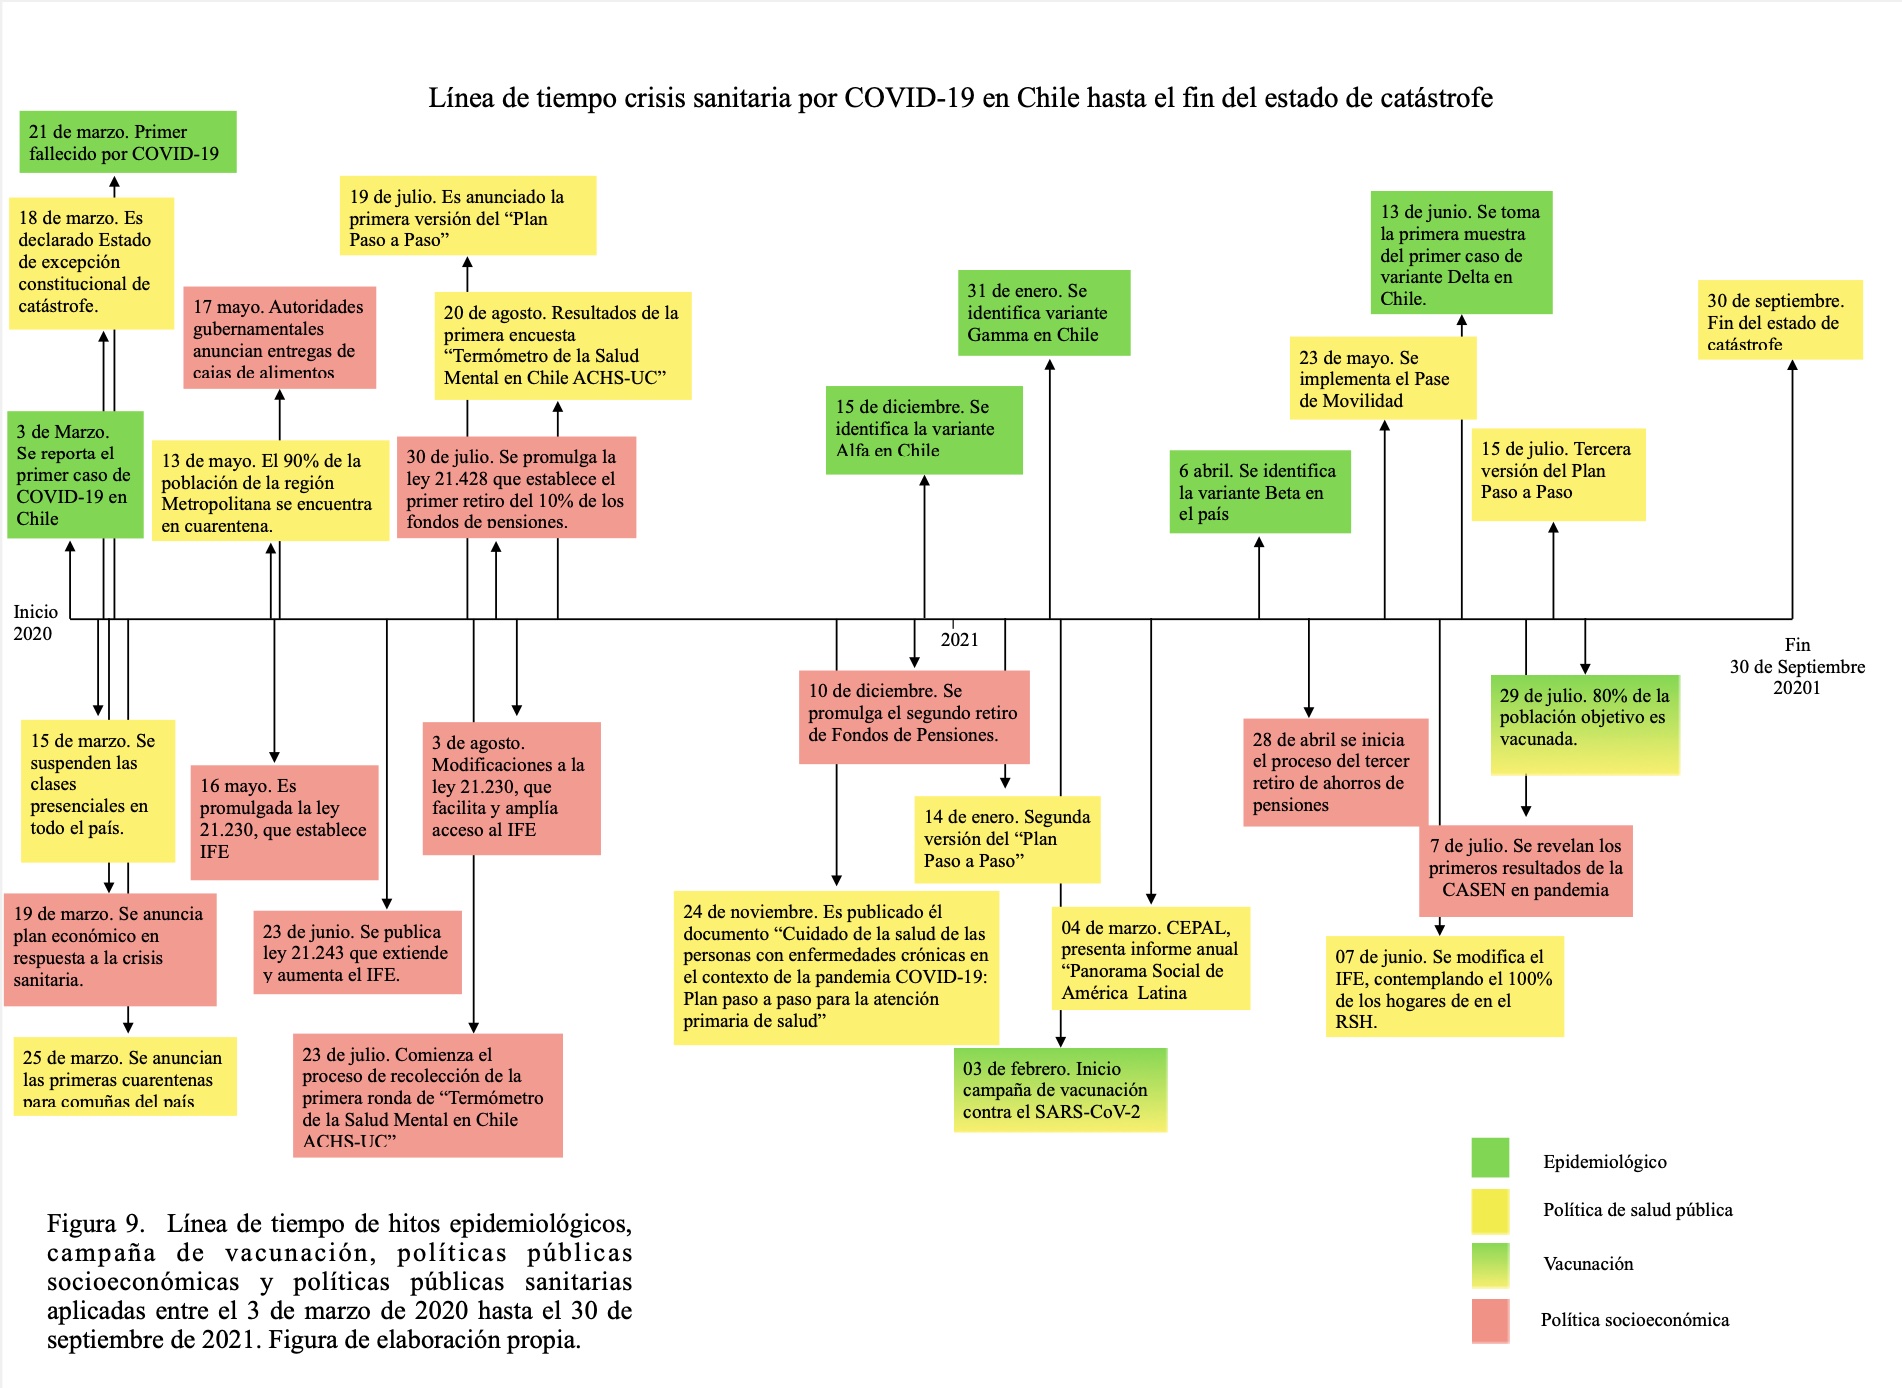 Línea de tiempo crisis sanitaria por COVID-19 en Chile hasta el fin del estado de catástrofe
21 de marzo. Primer
fallecido por COVID-19
18 de marzo. Es
declarado Estado
de excepción
constitucional de
catástrofe.
3 de Marzo.
Se reporta el
primer caso de
COVID-19 en
Chile
17 mayo. Autoridades
gubernamentales
anuncian entregas de
cajas de alimentos
13 de mayo. El 90% de la
población de la región
Metropolitana se encuentra
en cuarentena.
19 de julio. Es anunciado la
primera versión del “Plan
Paso a Paso”
20 de agosto. Resultados de la
primera encuesta
“Termómetro de la Salud
Mental en Chile ACHS-UC”
30 de julio. Se promulga la
ley 21.428 que establece el
primer retiro del 10% de los
fondos de pensiones.
15 de diciembre. Se
identifica la variante
Alfa en Chile
31 de enero. Se
identifica variante
Gamma en Chile
6 abril. Se identifica
la variante Beta en
el país
23 de mayo. Se
implementa el Pase
de Movilidad
13 de junio. Se toma
la primera muestra
del primer caso de
variante Delta en
Chile.
15 de julio. Tercera
versión del Plan
Paso a Paso
30 de septiembre.
Fin del estado de
catástrofe
Inicio
2020
2021
Fin
30 de Septiembre
20201
15 de marzo. Se
suspenden las
clases
presenciales en
todo el país.
19 de marzo. Se anuncia
plan económico en
respuesta a la crisis
sanitaria.
25 de marzo. Se anuncian
las primeras cuarentenas
para comuñas del país
16 mayo. Es
promulgada la ley
21.230, que establece
IFE
23 de junio. Se publica
ley 21.243 que extiende
y aumenta el IFE.
23 de julio. Comienza el
proceso de recolección de la
primera ronda de “Termómetro
de la Salud Mental en Chile
ACHS-UC”
3 de agosto.
Modificaciones a la
ley 21.230, que
facilita y amplía
acceso al IFE
10 de diciembre. Se
promulga el segundo retiro
de Fondos de Pensiones.
14 de enero. Segunda
versión del “Plan
Paso a Paso”
24 de noviembre. Es publicado él
documento “Cuidado de la salud de las
personas con enfermedades crónicas en
el contexto de la pandemia COVID-19:
Plan paso a paso para la atención
primaria de salud”
04 de marzo. CEPAL,
presenta informe anual
“Panorama Social de
América Latina
03 de febrero. Inicio
campaña de vacunación
contra el SARS-CoV-2
28 de abril se inicia
el proceso del tercer
retiro de ahorros de
pensiones
29 de julio. 80% de la
población objetivo es
vacunada.
7 de julio. Se revelan los
primeros resultados de la
CASEN en pandemia
07 de junio. Se modifica el
IFE, contemplando el 100%
de los hogares de en el
RSH.
Epidemiológico
Política de salud pública
Vacunación
Política socioeconómica
Figura 9. Línea de tiempo de hitos epidemiológicos,
campaña de vacunación, políticas públicas
socioeconómicas y políticas públicas sanitarias
aplicadas entre el 3 de marzo de 2020 hasta el 30 de
septiembre de 2021. Figura de elaboración propia.